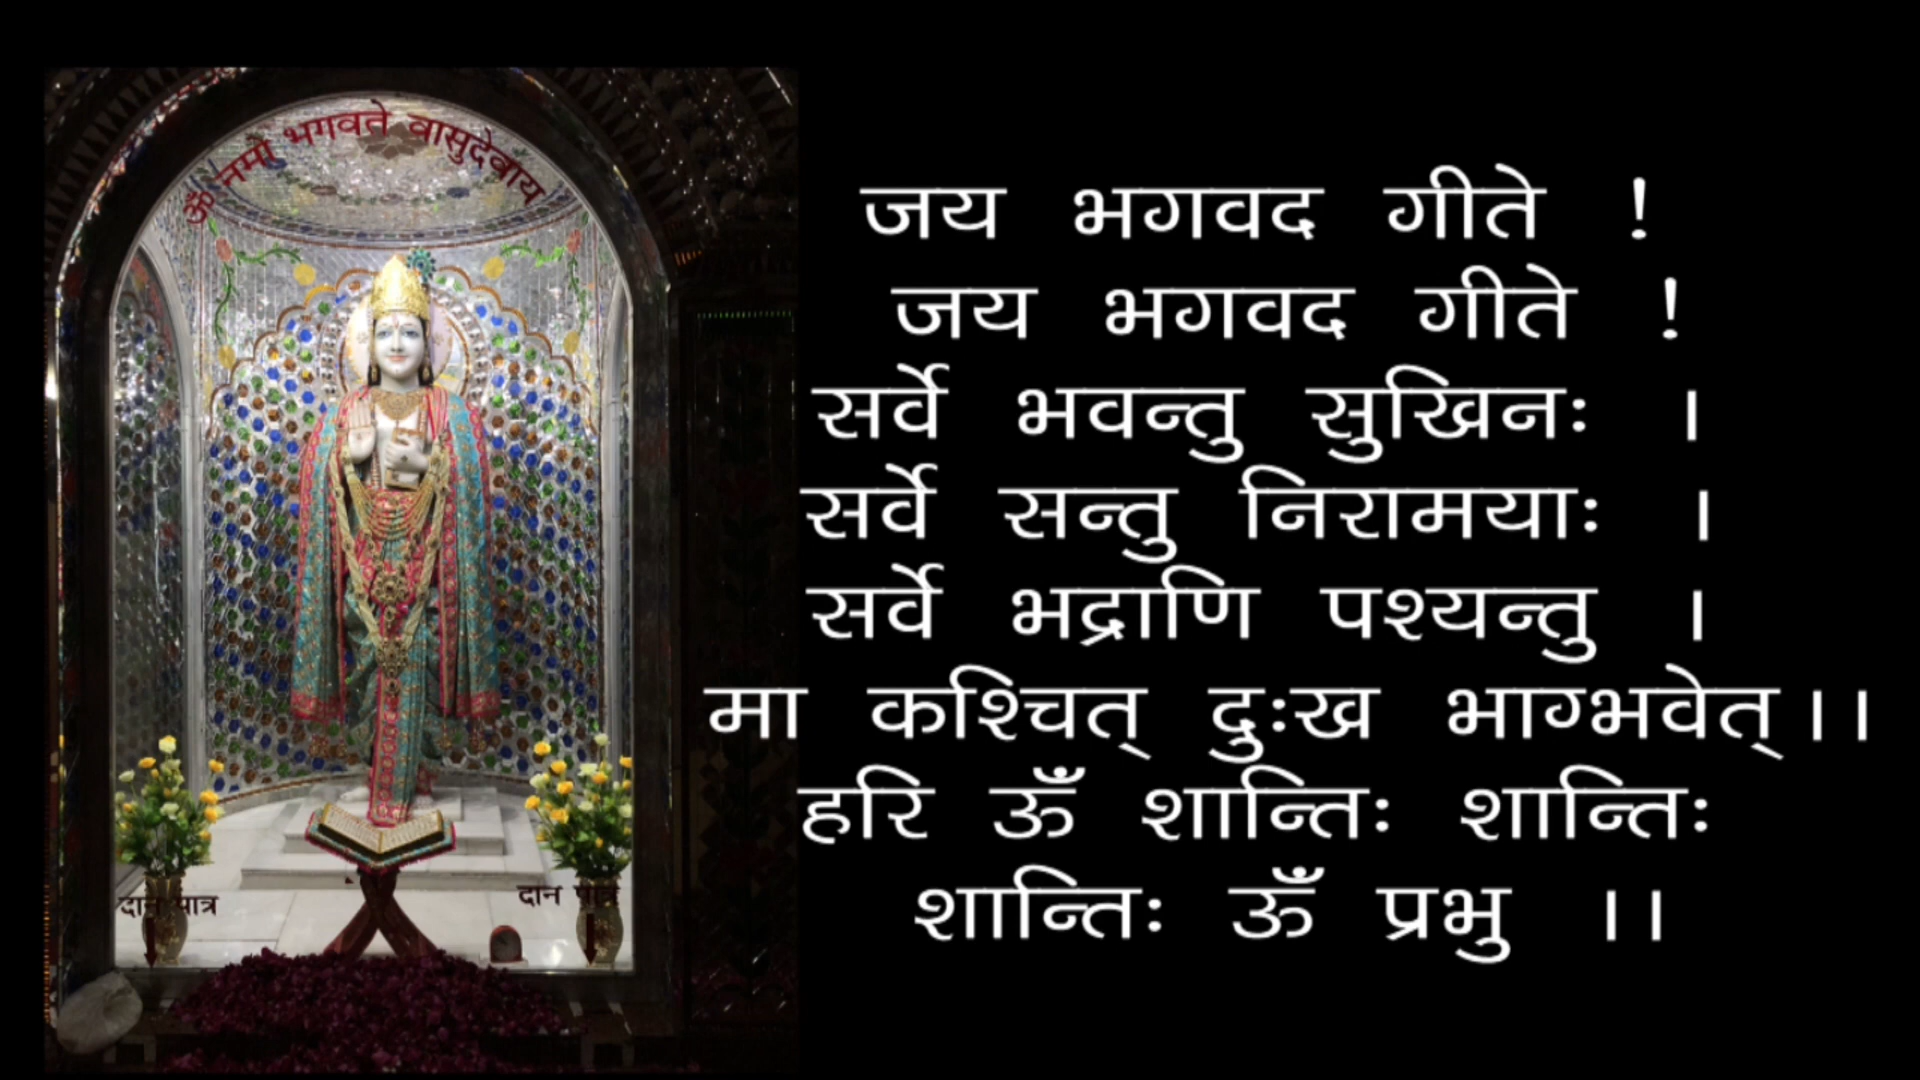 ॐ नमो भगवते वासुदेवाय
दान पात्र
दान पात्र
जय भगवद गीते !
जय भगवद गीते !
सर्वे भवन्तु सुखिनः ।
सर्वे सन्तु निरामयाः ।
सर्वे भद्राणि पश्यन्तु ।
मा कश्चित् दुःख भाग्भवेत्।।
हरि ऊँ शान्तिः शान्तिः
शान्तिः ऊँ प्रभु ।।